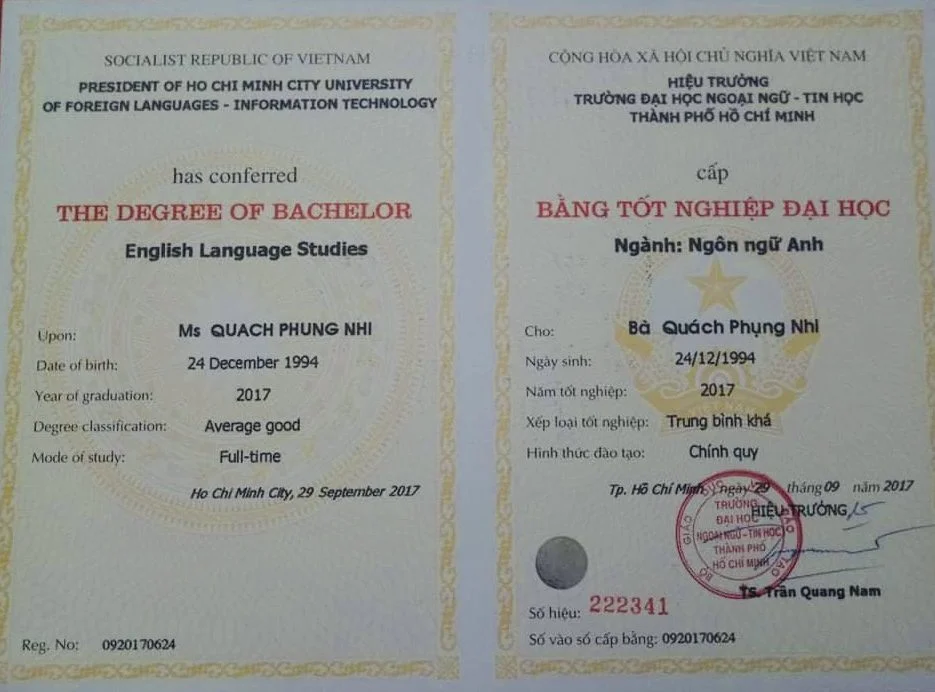 SOCIALIST REPUBLIC OF VIETNAM
PRESIDENT OF HO CHI MINH CITY UNIVERSITY
OF FOREIGN LANGUAGES - INFORMATION TECHNOLOGY
has conferred
THE DEGREE OF BACHELOR
English Language Studies
Upon: Ms QUACH PHUNG NHI
Date of birth: 24 December 1994
Year of graduation: 2017
Degree classification: Average good
Mode of study: Full-time
Ho Chi Minh City, 29 September 2017
Reg. No: 0920170624
CỘNG HÒA XÃ HỘI CHỦ NGHĨA VIỆT NAM
HIỆU TRƯỞNG
TRƯỜNG ĐẠI HỌC NGOẠI NGỮ - TIN HỌC
THÀNH PHỐ HỒ CHÍ MINH
cấp
BẰNG TỐT NGHIỆP ĐẠI HỌC
Ngành: Ngôn ngữ Anh
Cho: Bà Quách Phụng Nhi
Ngày sinh: 24/12/1994
Năm tốt nghiệp: 2017
Xếp loại tốt nghiệp: Trung bình khá
Hình thức đào tạo: Chính quy
Tp. Hồ Chí Minh, ngày 29 tháng 09 năm 2017
HIỆU TRƯỞNG
TRƯỜNG
ĐẠI HỌC
NGOẠI NGỮ - TIN HỌC
THÀNH PHỐ
HỒ CHÍ MINH
TS. Trần Quang Nam
Số hiệu: 222341
Số vào sổ cấp bằng: 0920170624